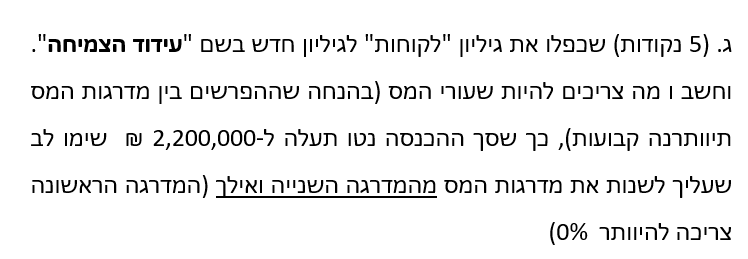 ג. (5 נקודות) שכפלו את גיליון "לקוחות" לגיליון חדש בשם "עידוד הצמיחה".
וחשב ו מה צריכים להיות שעורי המס (בהנחה שההפרשים בין מדרגות המס
תיוותרנה קבועות), כך שסך ההכנסה נטו תעלה ל-2,200,000 ₪ שימו לב
שעליך לשנות את מדרגות המס מהמדרגה השנייה ואילך (המדרגה הראשונה
צריכה להיוותר 0%)